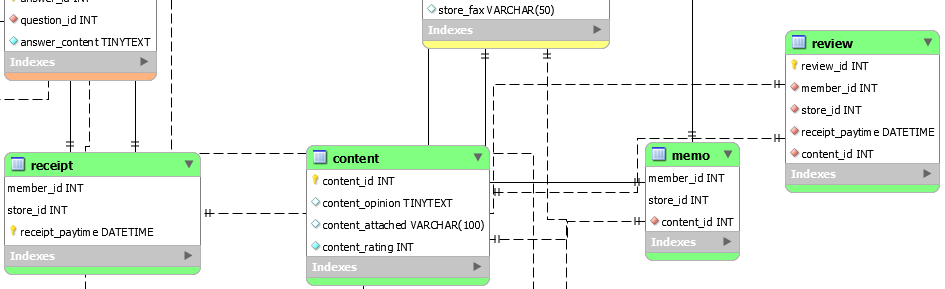 answer_id INT
question_id INT
answer_content TINYTEXT
Indexes
store_fax VARCHAR(50)
Indexes
review
review_id INT
member_id INT
store_id INT
receipt_paytime DATETIME
content_id INT
Indexes
receipt
member_id INT
store_id INT
receipt_paytime DATETIME
Indexes
content
content_id INT
content_opinion TINYTEXT
content_attached VARCHAR(100)
content_rating INT
Indexes
memo
member_id INT
store_id INT
content_id INT
Indexes